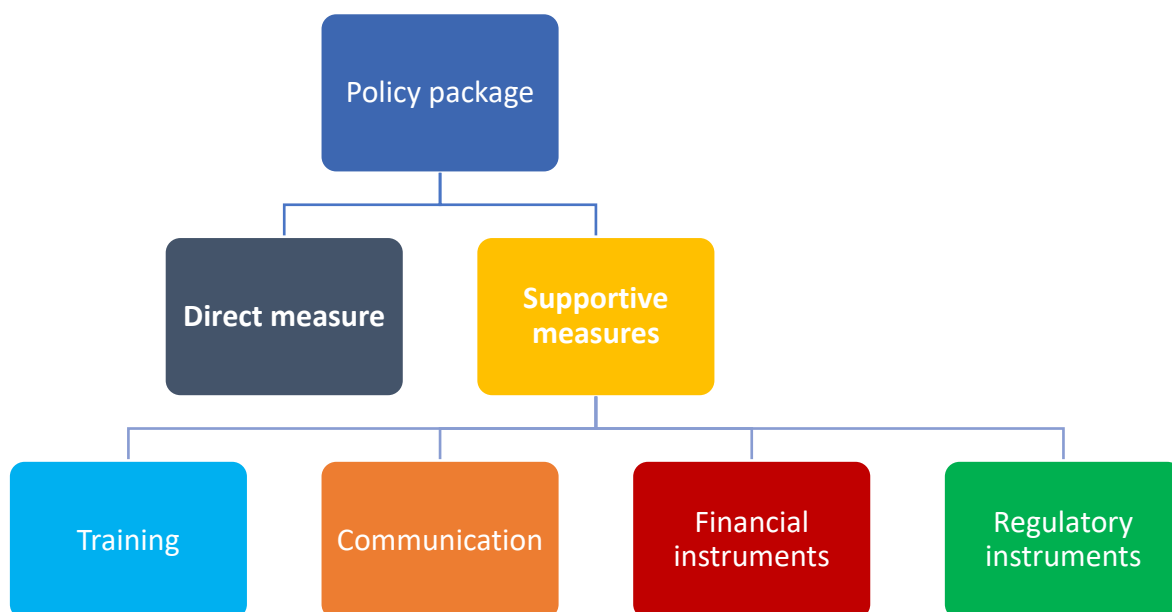 Policy package
Direct measure
Supportive
measures
Training
Communication
Financial
instruments
Regulatory
instruments